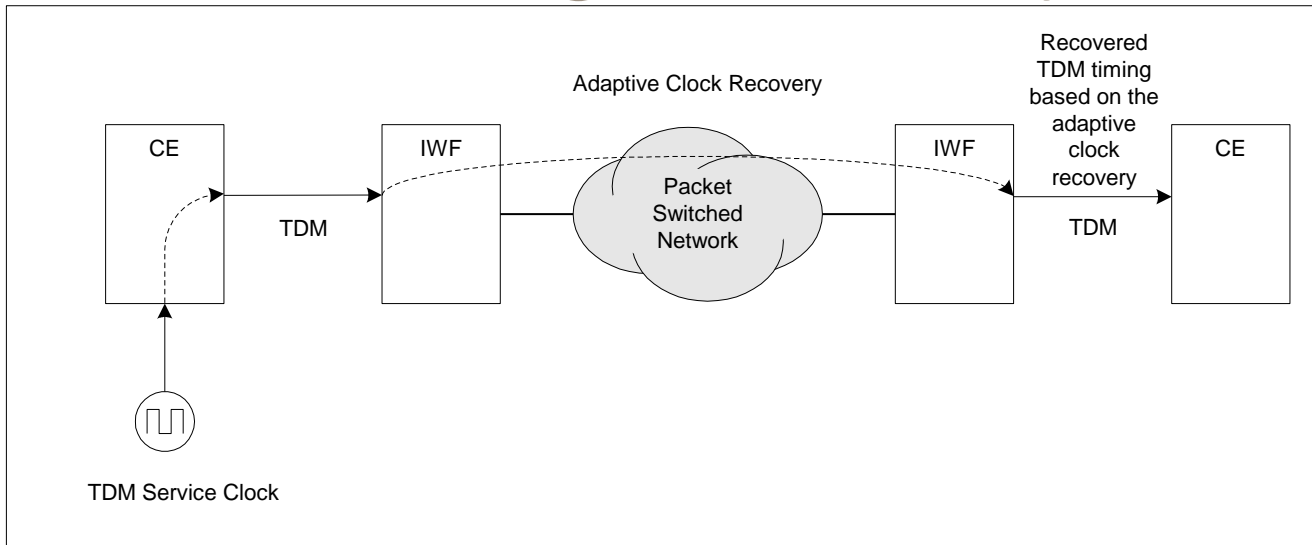 Adaptive Clock Recovery
Recovered
TDM timing
based on the
adaptive
clock
recovery
CE
IWF
IWF
CE
Packet
Switched
Network
TDM
TDM
TDM Service Clock